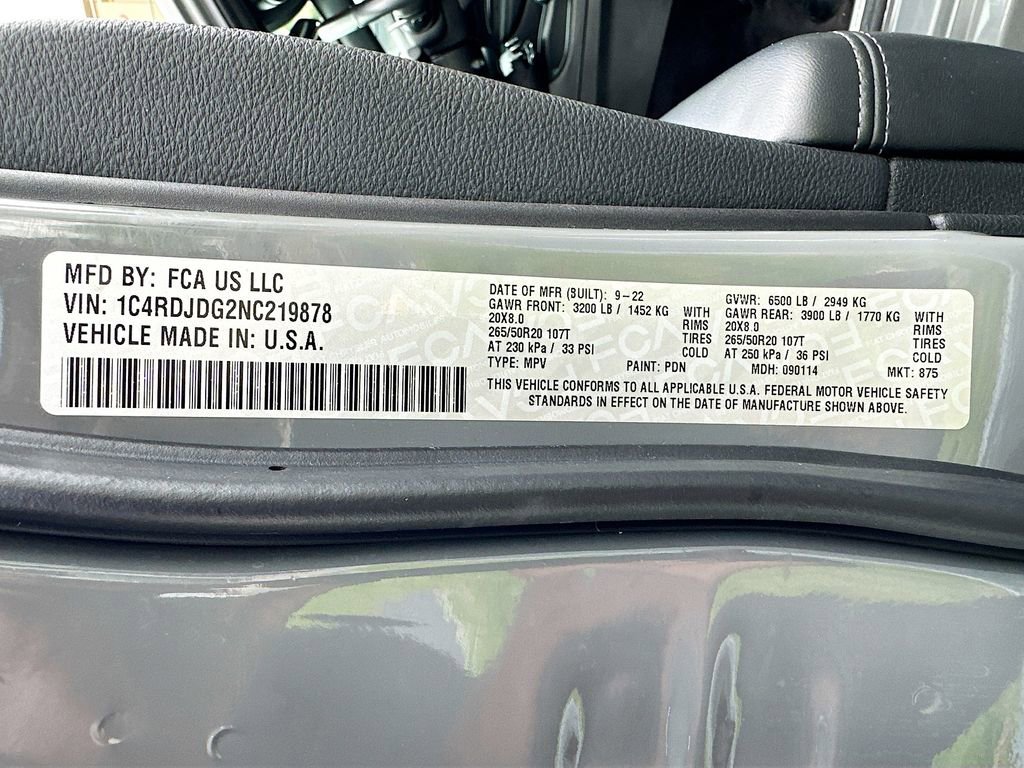 MFD BY: FCA US LLC
VIN: 1C4RDJDG2NC219878
VEHICLE MADE IN: U.S.A.
DATE OF MFR (BUILT): 9-22
GAWR FRONT: 3200 LB / 1452 KG WITH
20X8.0 RIMS
265/50R20 107T TIRES
AT 230 kPa / 33 PSI COLD
TYPE: MPV PAINT: PDN
GVWR: 6500 LB / 2949 KG
GAWR REAR: 3900 LB / 1770 KG WITH
20X8.0 RIMS
265/50R20 107T TIRES
AT 250 kPa / 36 PSI COLD
MDH: 090114 MKT: 875
THIS VEHICLE CONFORMS TO ALL APPLICABLE U.S.A. FEDERAL MOTOR VEHICLE SAFETY
STANDARDS IN EFFECT ON THE DATE OF MANUFACTURE SHOWN ABOVE.